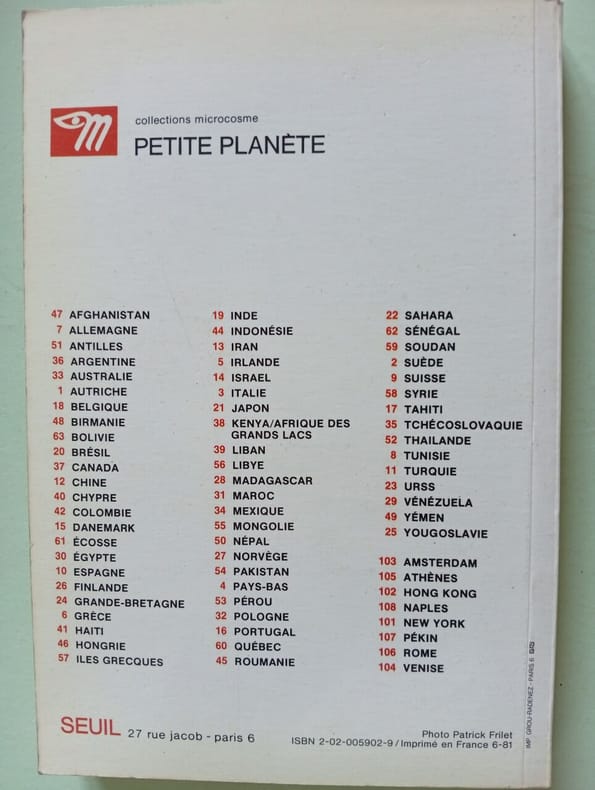 collections microcosme
PETITE PLANÈTE
47 AFGHANISTAN
7 ALLEMAGNE
51 ANTILLES
36 ARGENTINE
33 AUSTRALIE
1 AUTRICHE
18 BELGIQUE
48 BIRMANIE
63 BOLIVIE
20 BRÉSIL
37 CANADA
12 CHINE
40 CHYPRE
42 COLOMBIE
15 DANEMARK
61 ÉCOSSE
30 ÉGYPTE
10 ESPAGNE
26 FINLANDE
24 GRANDE-BRETAGNE
6 GRÈCE
41 HAITI
46 HONGRIE
57 ILES GRECQUES
19 INDE
44 INDONÉSIE
13 IRAN
5 IRLANDE
14 ISRAEL
3 ITALIE
21 JAPON
38 KENYA/AFRIQUE DES
GRANDS LACS
39 LIBAN
56 LIBYE
28 MADAGASCAR
31 MAROC
34 MEXIQUE
55 MONGOLIE
50 NÉPAL
27 NORVÈGE
54 PAKISTAN
4 PAYS-BAS
53 PÉROU
32 POLOGNE
16 PORTUGAL
60 QUÉBEC
45 ROUMANIE
22 SAHARA
62 SÉNÉGAL
59 SOUDAN
2 SUÈDE
9 SUISSE
58 SYRIE
17 TAHITI
35 TCHÉCOSLOVAQUIE
52 THAILANDE
8 TUNISIE
11 TURQUIE
23 URSS
29 VÉNÉZUELA
49 YÉMEN
25 YOUGOSLAVIE
103 AMSTERDAM
105 ATHÈNES
102 HONG KONG
108 NAPLES
101 NEW YORK
107 PÉKIN
106 ROME
104 VENISE
SEUIL 27 rue jacob - paris 6
Photo Patrick Frilet
ISBN 2-02-005902-9 / Imprimé en France 6-81
IMP. GROU-RADENEZ - PARIS 6